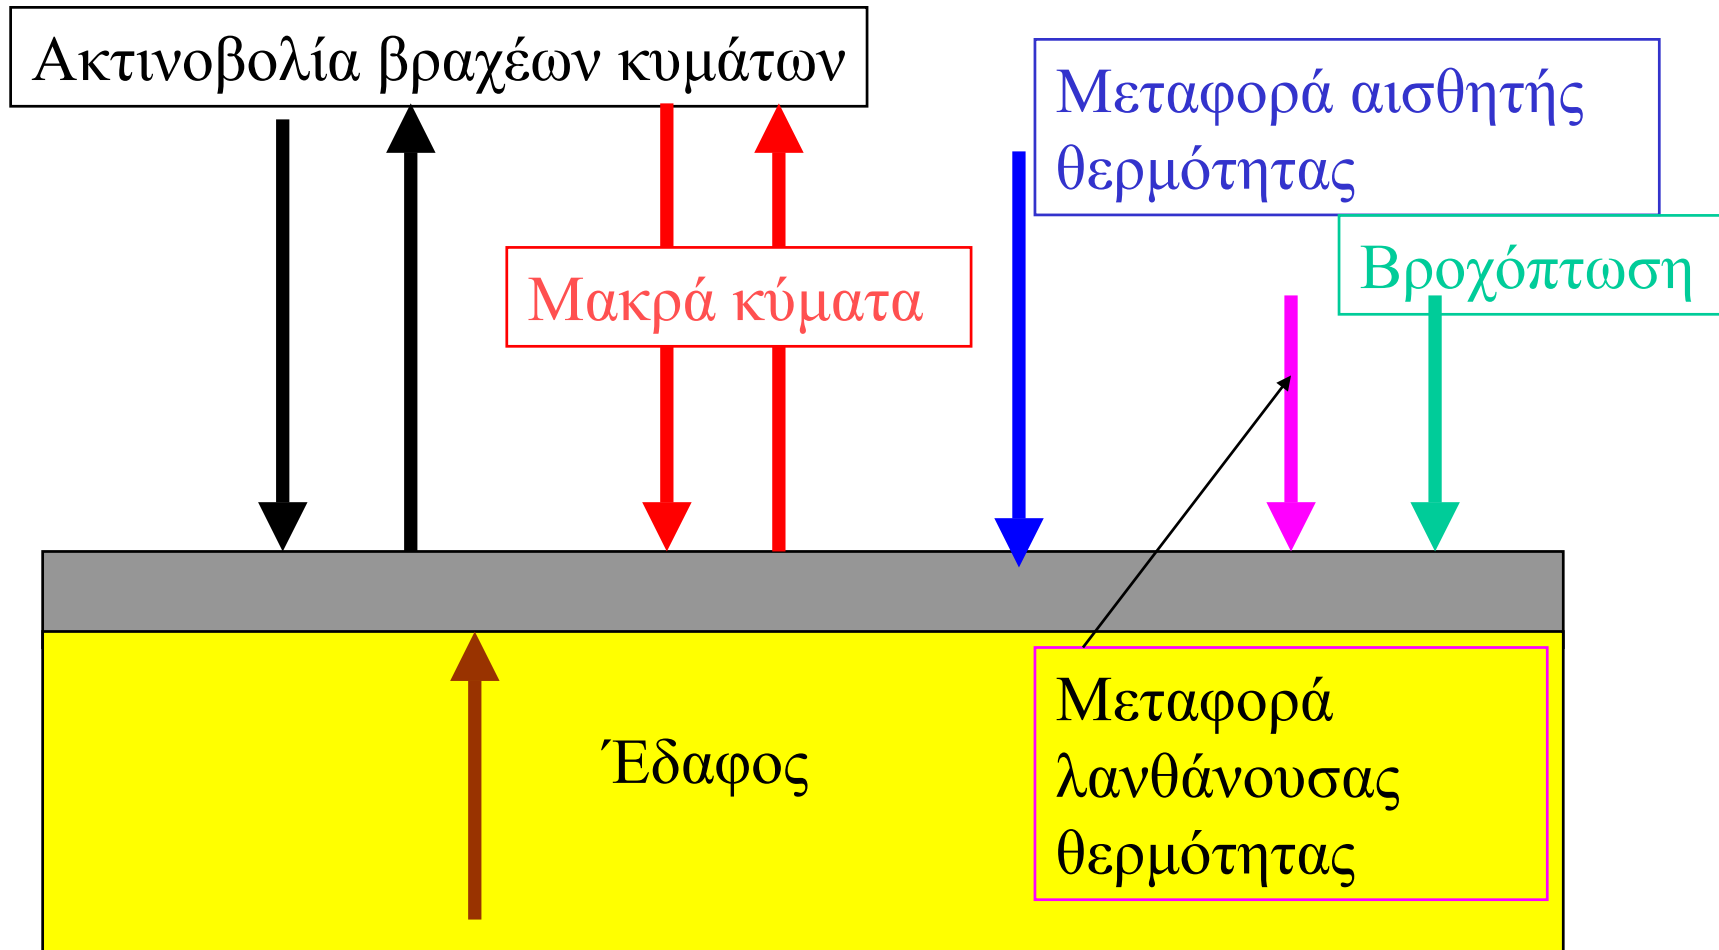 Ακτινοβολία βραχέων κυμάτων
Μεταφορά αισθητής
θερμότητας
Βροχόπτωση
Μακρά κύματα
Έδαφος
Μεταφορά
λανθάνουσας
θερμότητας